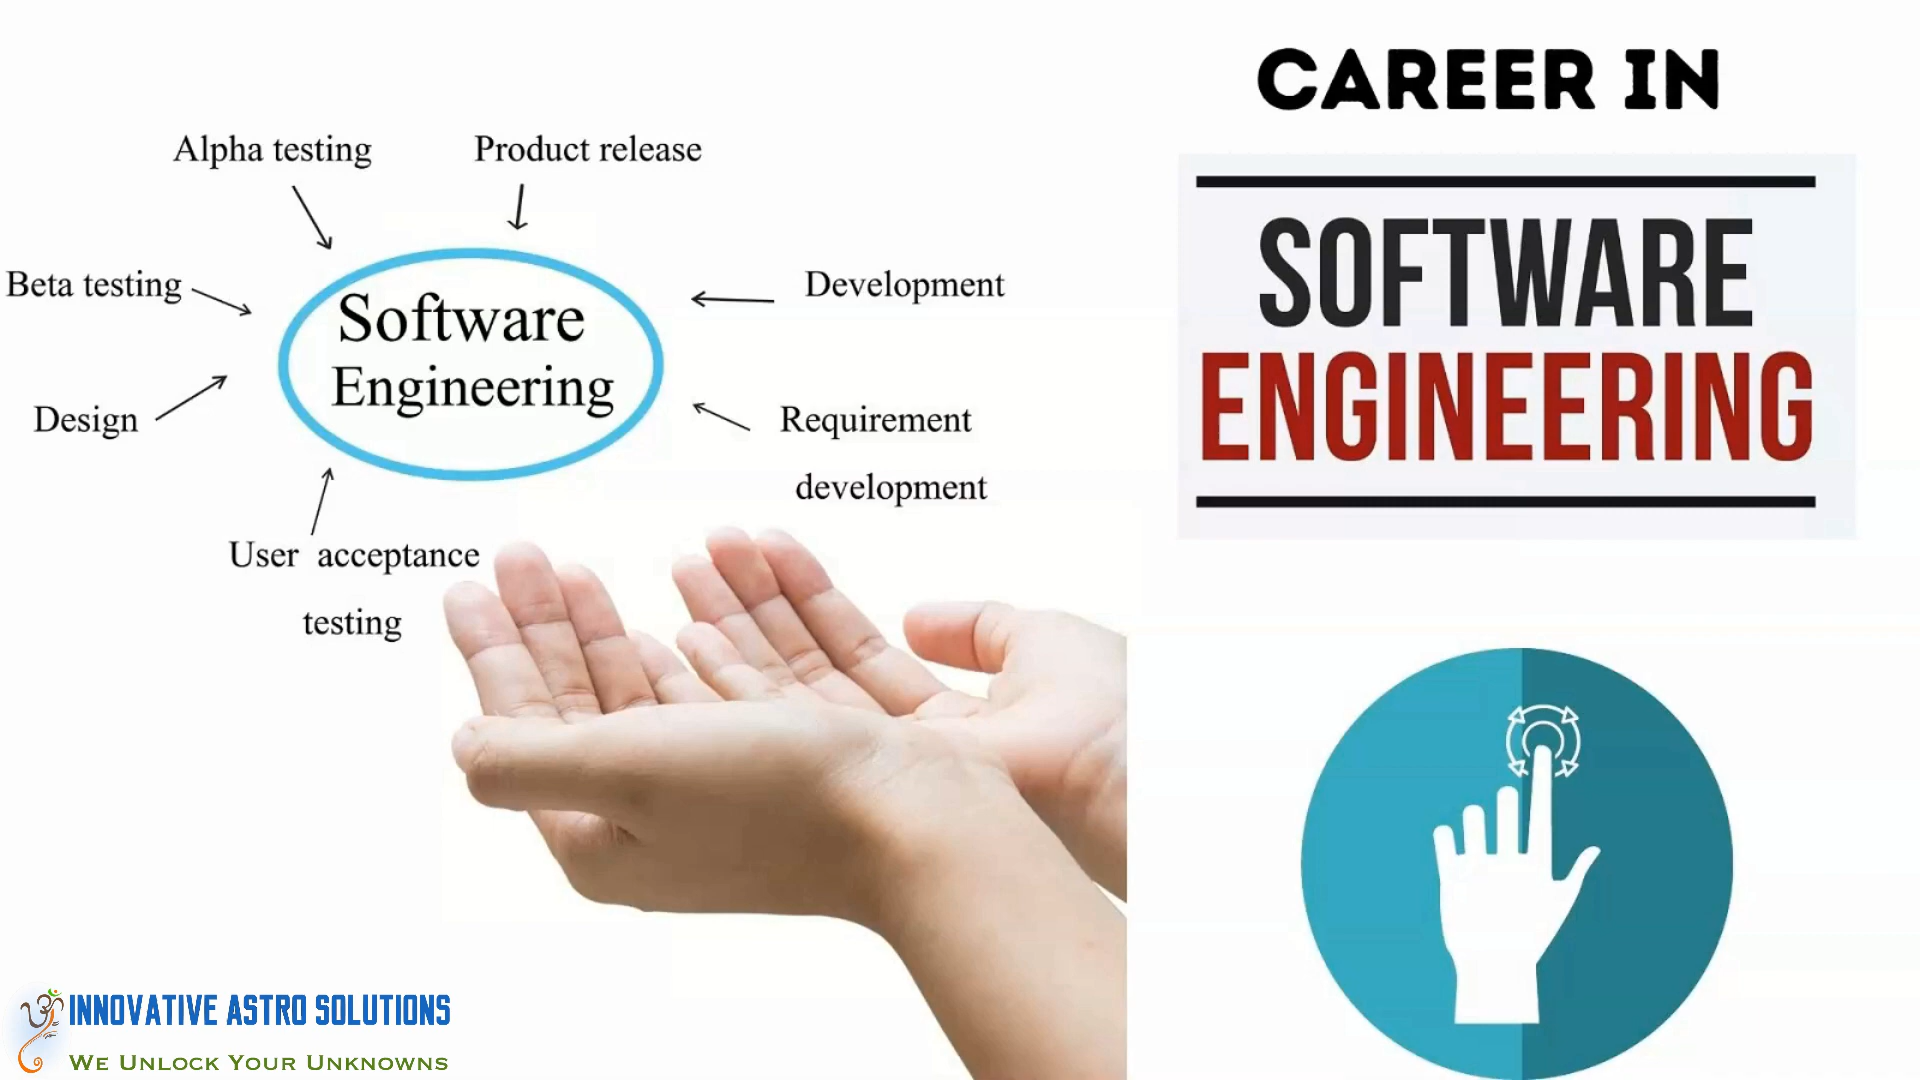 CAREER IN
SOFTWARE
ENGINEERING
Alpha testing
Product release
Beta testing
Development
Software
Engineering
Design
Requirement
development
User acceptance
testing
INNOVATIVE ASTRO SOLUTIONS
WE UNLOCK YOUR UNKNOWNS